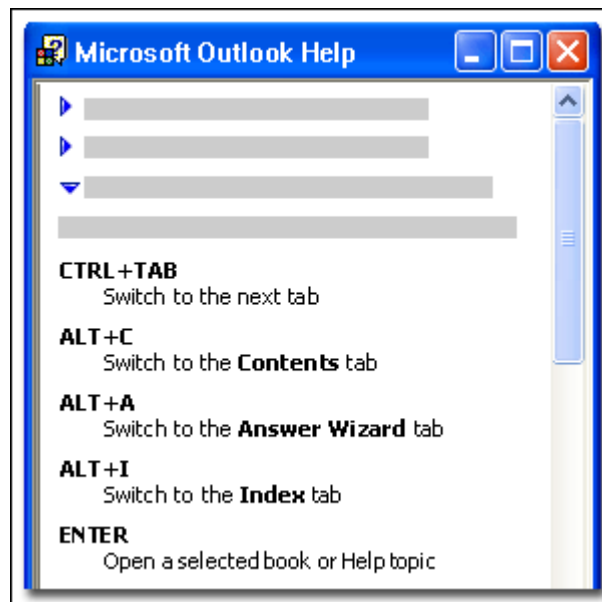 Microsoft Outlook Help
CTRL+TAB
Switch to the next tab
ALT+C
Switch to the Contents tab
ALT+A
Switch to the Answer Wizard tab
ALT+I
Switch to the Index tab
ENTER
Open a selected book or Help topic